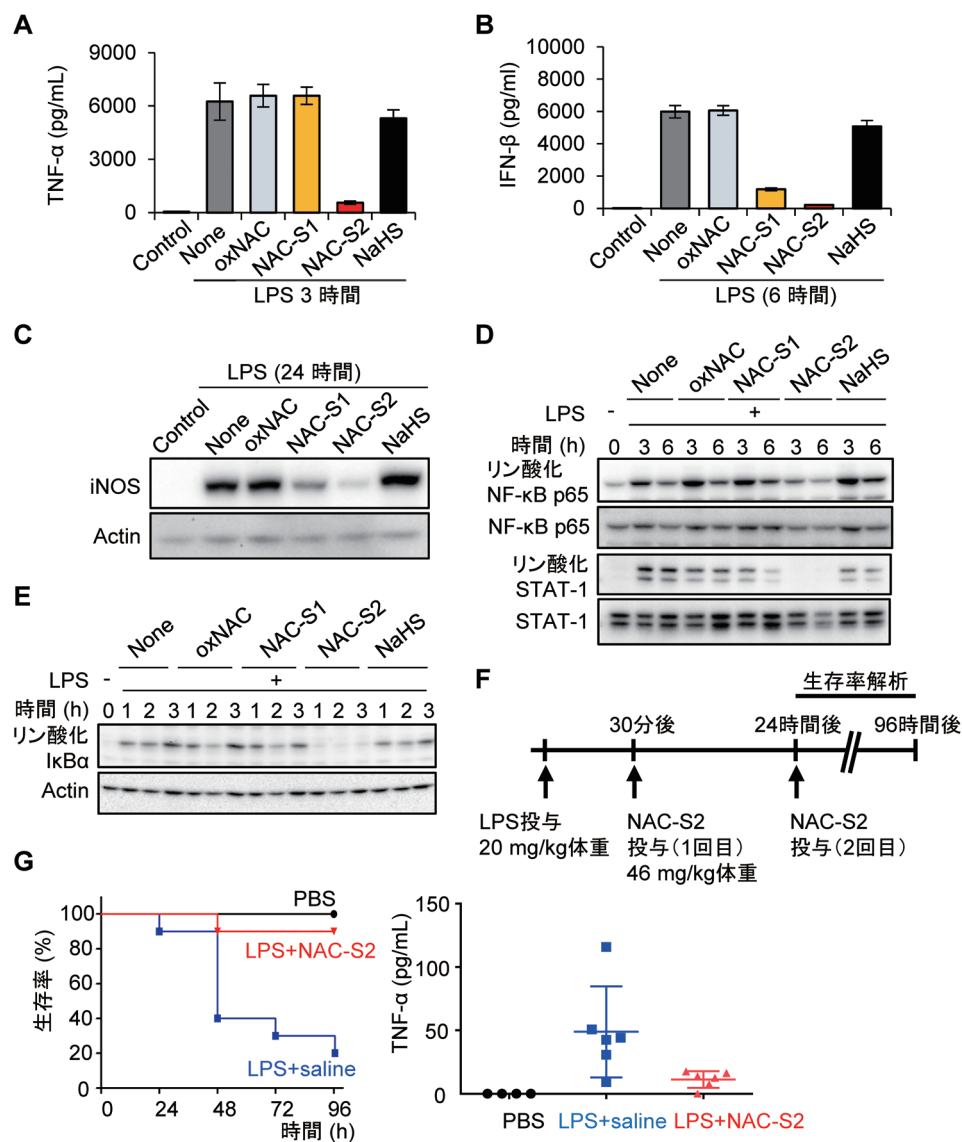 A
TNF-α (pg/mL)
9000
6000
3000
0
Control
None
oxNAC
NAC-S1
NAC-S2
NaHS
LPS 3 時間
B
IFN-β (pg/ml)
10000
8000
6000
4000
2000
0
Control
None
oxNAC
NAC-S1
NAC-S2
NaHS
LPS (6 時間)
C
LPS (24 時間)
Control
None
oxNAC
NAC-S1
NAC-S2
NaHS
iNOS
Actin
D
None
oxNAC
NAC-S1
NAC-S2
NaHS
LPS - +
時間 (h) 0 3 6 3 6 3 6 3 6 3 6
リン酸化
NF-κB p65
NF-κB p65
リン酸化
STAT-1
STAT-1
E
None
oxNAC
NAC-S1
NAC-S2
NaHS
LPS - +
時間 (h) 0 1 2 3 1 2 3 1 2 3 1 2 3 1 2 3
リン酸化
IκBα
Actin
F
生存率解析
30分後
24時間後
96時間後
LPS投与
20 mg/kg体重
NAC-S2
投与(1回目)
46 mg/kg体重
NAC-S2
投与(2回目)
G
生存率 (%)
100
80
60
40
20
PBS
LPS+NAC-S2
LPS+saline
0 24 48 72 96
時間 (h)
TNF-α (pg/mL)
150
100
50
0
PBS
LPS+saline
LPS+NAC-S2